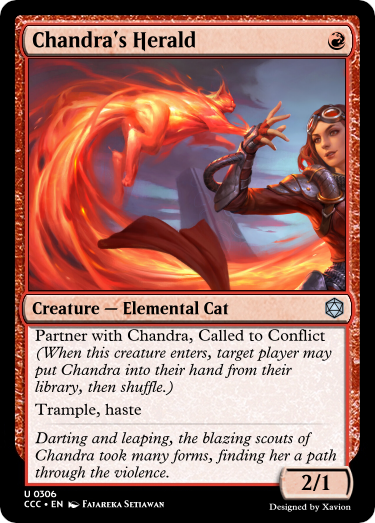 Chandra's Herald
Creature — Elemental Cat
Partner with Chandra, Called to Conflict
(When this creature enters, target player may
put Chandra into their hand from their
library, then shuffle.)
Trample, haste
Darting and leaping, the blazing scouts of
Chandra took many forms, finding her a path
through the violence.
2/1
U 0306
CCC • EN Fajareka Setiawan
Designed by Xavion